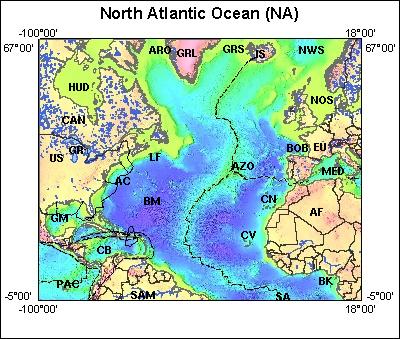 North Atlantic Ocean (NA)
-100°00' 18°00'
67°00' 67°00'
ARO GRL GRS IS NWS
HUD
NOS
CAN
GR
US LF BOB EU
AZO MED
AC
BM CN
GM AF
CV
CB
PAC BK
SAM SA
-5°00' -5°00'
-100°00' 18°00'